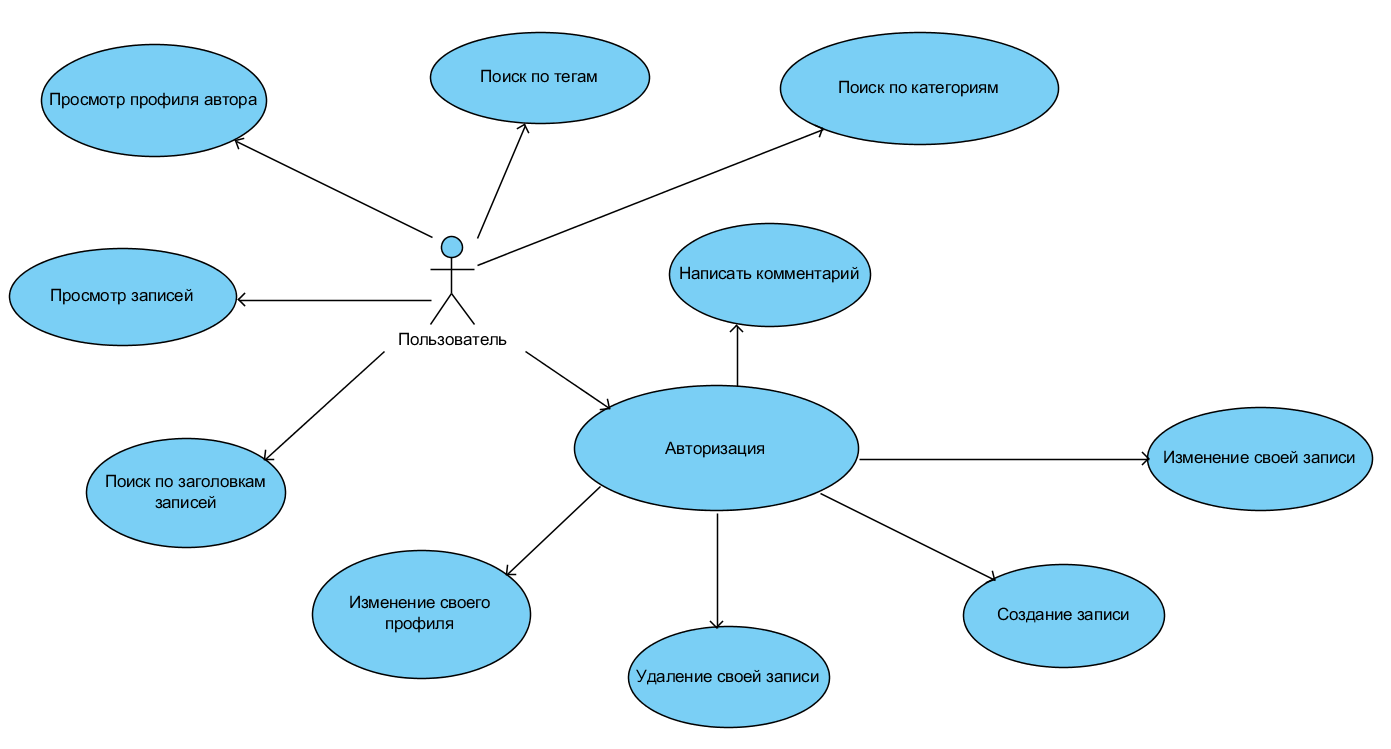 Поиск по тегам
Поиск по категориям
Просмотр профиля автора
Написать комментарий
Просмотр записей
Пользователь
Авторизация
Изменение своей записи
Поиск по заголовкам
записей
Изменение своего
профиля
Создание записи
Удаление своей записи